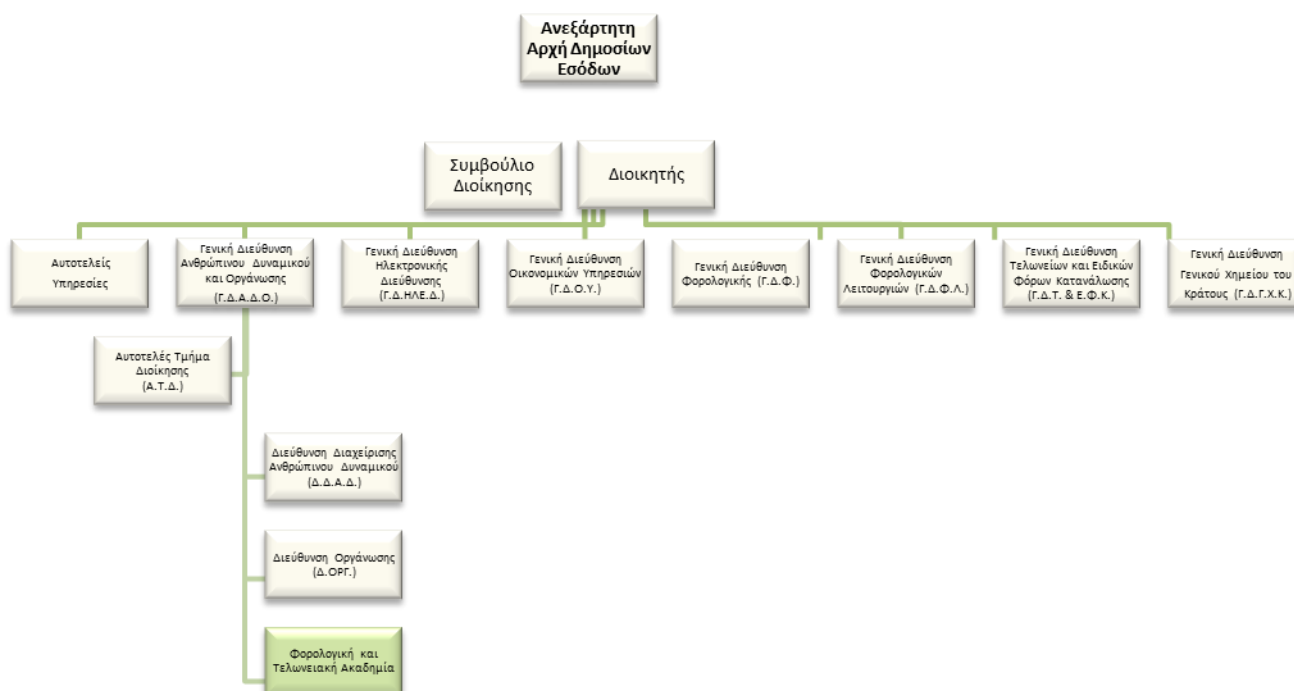 Ανεξάρτητη
Αρχή Δημοσίων
Εσόδων
Συμβούλιο
Διοίκησης
Διοικητής
Αυτοτελείς
Υπηρεσίες
Γενική Διεύθυνση
Ανθρώπινου Δυναμικού
και Οργάνωσης
(Γ.Δ.Α.Δ.Ο.)
Γενική Διεύθυνση
Ηλεκτρονικής
Διεύθυνσης
(Γ.Δ.ΗΛΕ.Δ.)
Γενική Διεύθυνση
Οικονομικών Υπηρεσιών
(Γ.Δ.Ο.Υ.)
Γενική Διεύθυνση
Φορολογικής (Γ.Δ.Φ.)
Γενική Διεύθυνση
Φορολογικών
Λειτουργιών (Γ.Δ.Φ.Λ.)
Γενική Διεύθυνση
Τελωνείων και Ειδικών
Φόρων Κατανάλωσης
(Γ.Δ.Τ. & Ε.Φ.Κ.)
Γενική Διεύθυνση
Γενικού Χημείου του
Κράτους (Γ.Δ.Γ.Χ.Κ.)
Αυτοτελές Τμήμα
Διοίκησης
(Α.Τ.Δ.)
Διεύθυνση Διαχείρισης
Ανθρώπινου Δυναμικού
(Δ.Δ.Α.Δ.)
Διεύθυνση Οργάνωσης
(Δ.ΟΡΓ.)
Φορολογική και
Τελωνειακή Ακαδημία